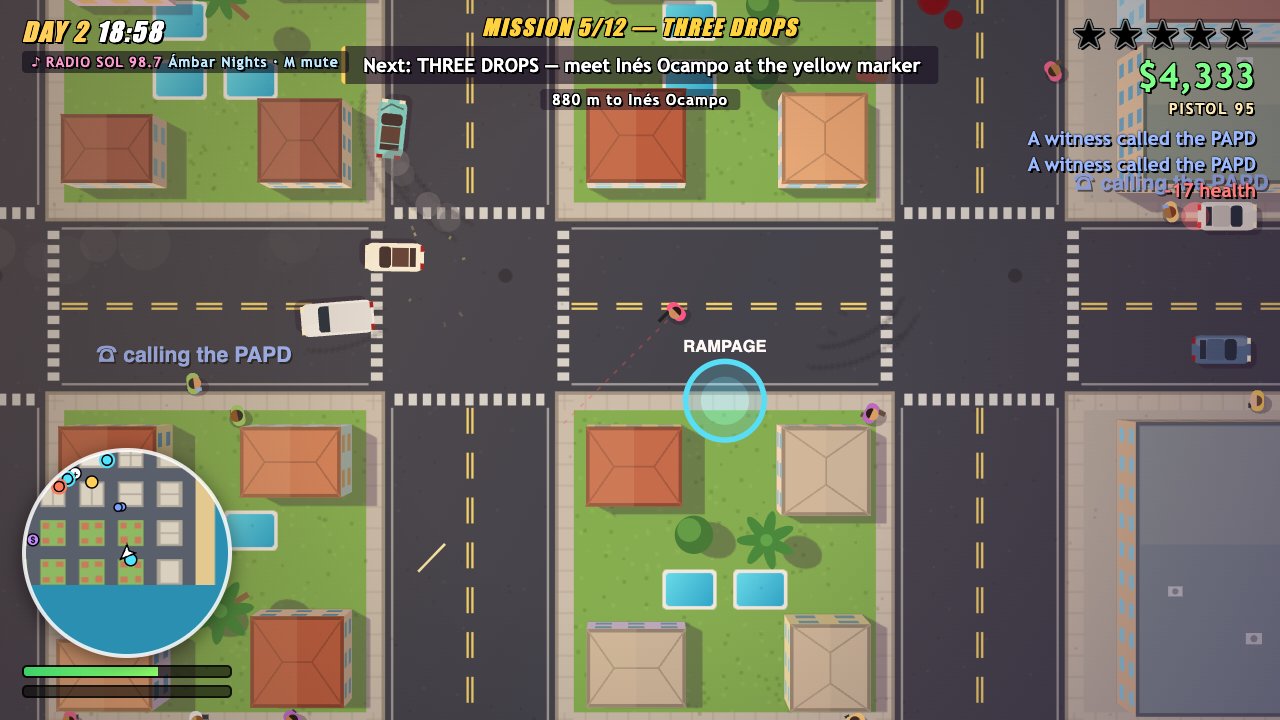 DAY 2 18:58
♪ RADIO SOL 98.7 Ámbar Nights · M mute
MISSION 5/12 — THREE DROPS
Next: THREE DROPS — meet Inés Ocampo at the yellow marker
880 m to Inés Ocampo
$4,333
PISTOL 95
A witness called the PAPD
A witness called the PAPD
☎ calling the PAPD
-17 health
RAMPAGE
☎ calling the PAPD
S